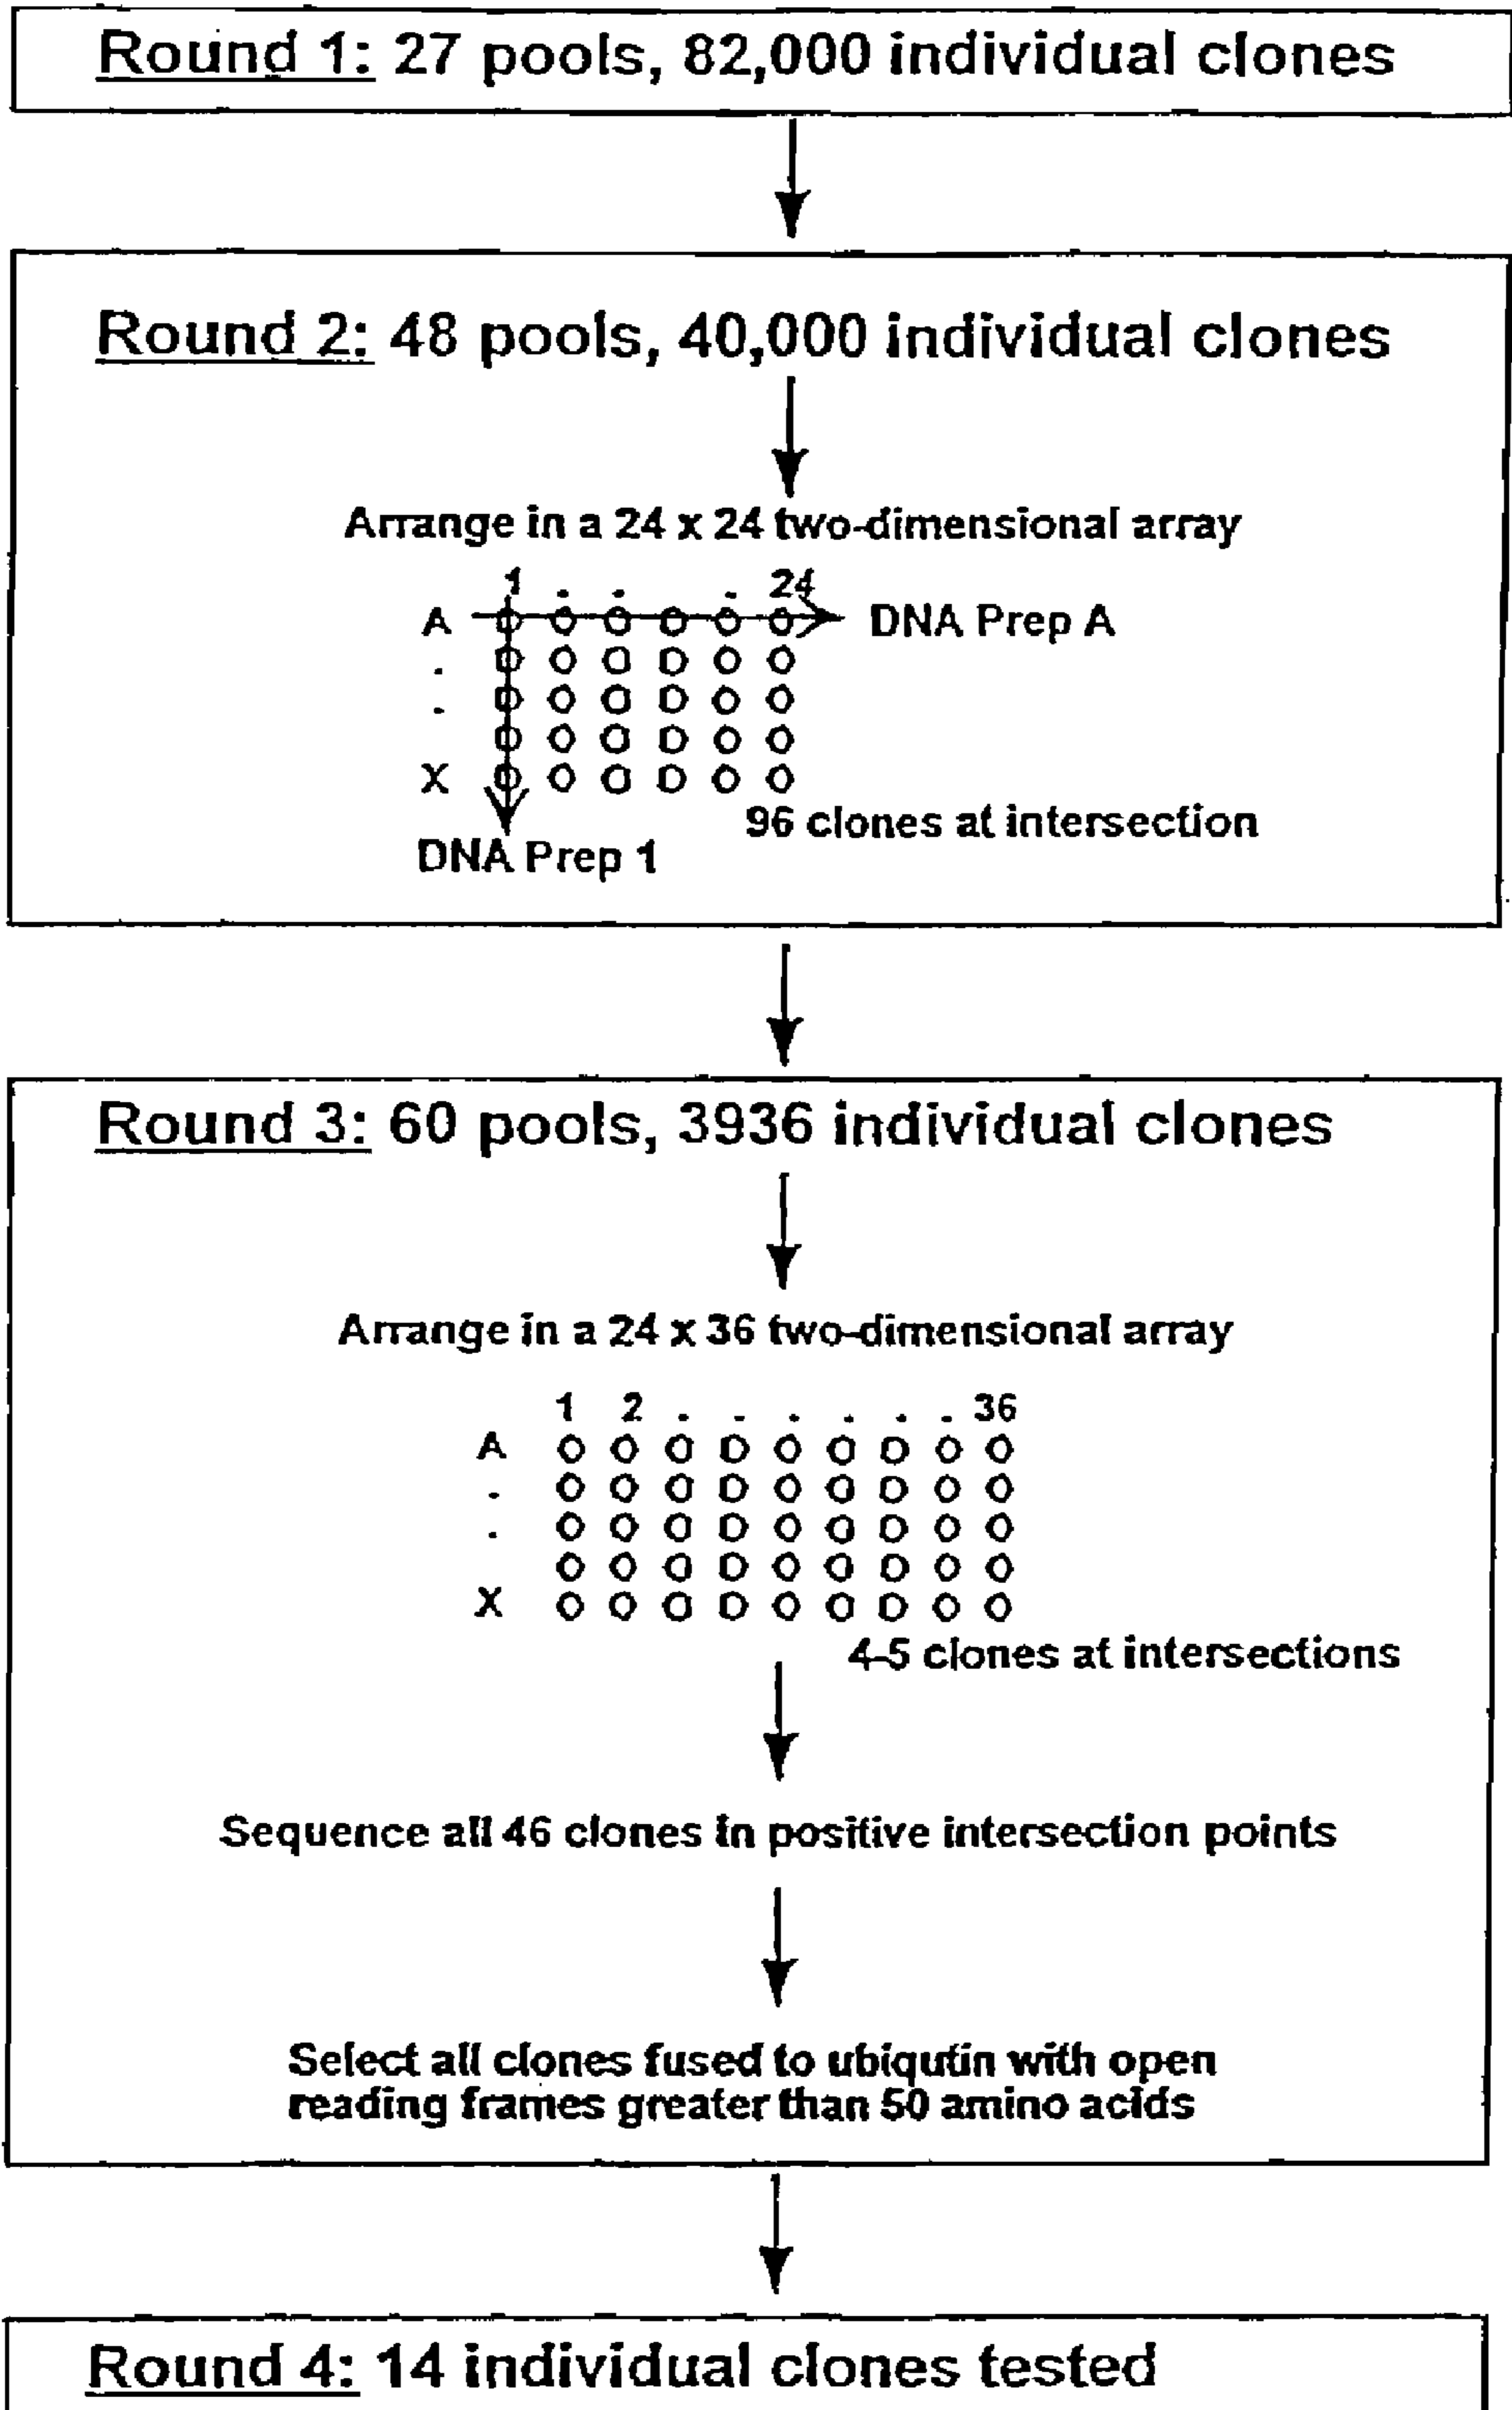 Round 1: 27 pools, 82,000 individual clones
Round 2: 48 pools, 40,000 individual clones
Arrange in a 24 x 24 two-dimensional array
1 . . . 24
A DNA Prep A
.
.
X
96 clones at intersection
DNA Prep 1
Round 3: 60 pools, 3936 individual clones
Arrange in a 24 x 36 two-dimensional array
1 2 . . . . . . 36
A
.
.
X
4-5 clones at intersections
Sequence all 46 clones in positive intersection points
Select all clones fused to ubiqutin with open
reading frames greater than 50 amino acids
Round 4: 14 individual clones tested